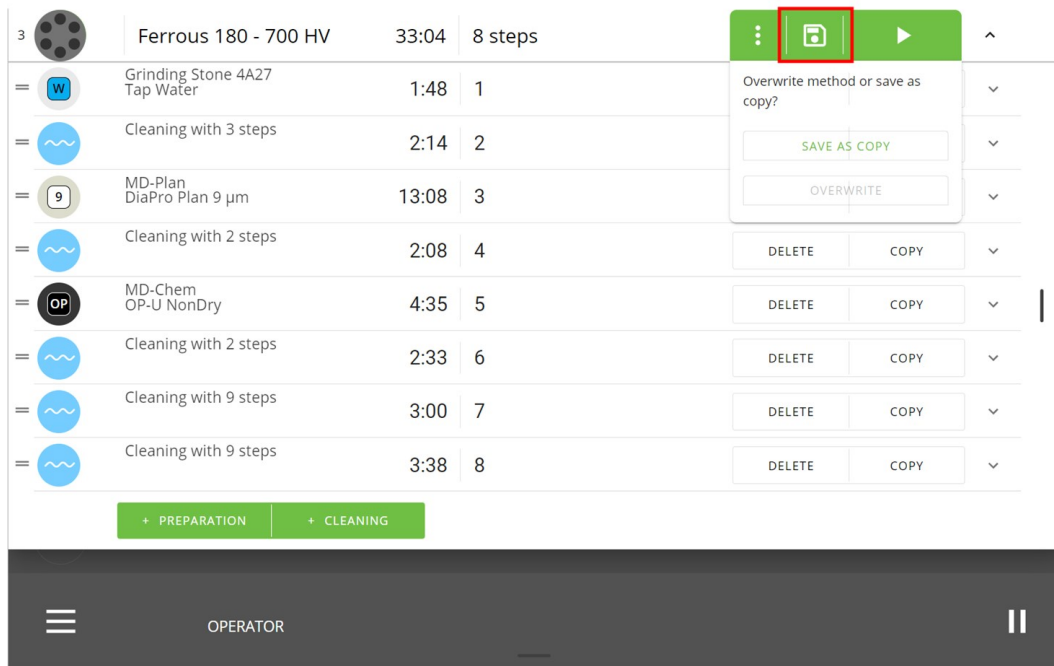 3 Ferrous 180 - 700 HV 33:04 8 steps
Overwrite method or save as
copy?
SAVE AS COPY
OVERWRITE
W Grinding Stone 4A27
Tap Water 1:48 1
Cleaning with 3 steps 2:14 2
9 MD-Plan
DiaPro Plan 9 µm 13:08 3
Cleaning with 2 steps 2:08 4 DELETE COPY
OP MD-Chem
OP-U NonDry 4:35 5 DELETE COPY
Cleaning with 2 steps 2:33 6 DELETE COPY
Cleaning with 9 steps 3:00 7 DELETE COPY
Cleaning with 9 steps 3:38 8 DELETE COPY
+ PREPARATION + CLEANING
OPERATOR